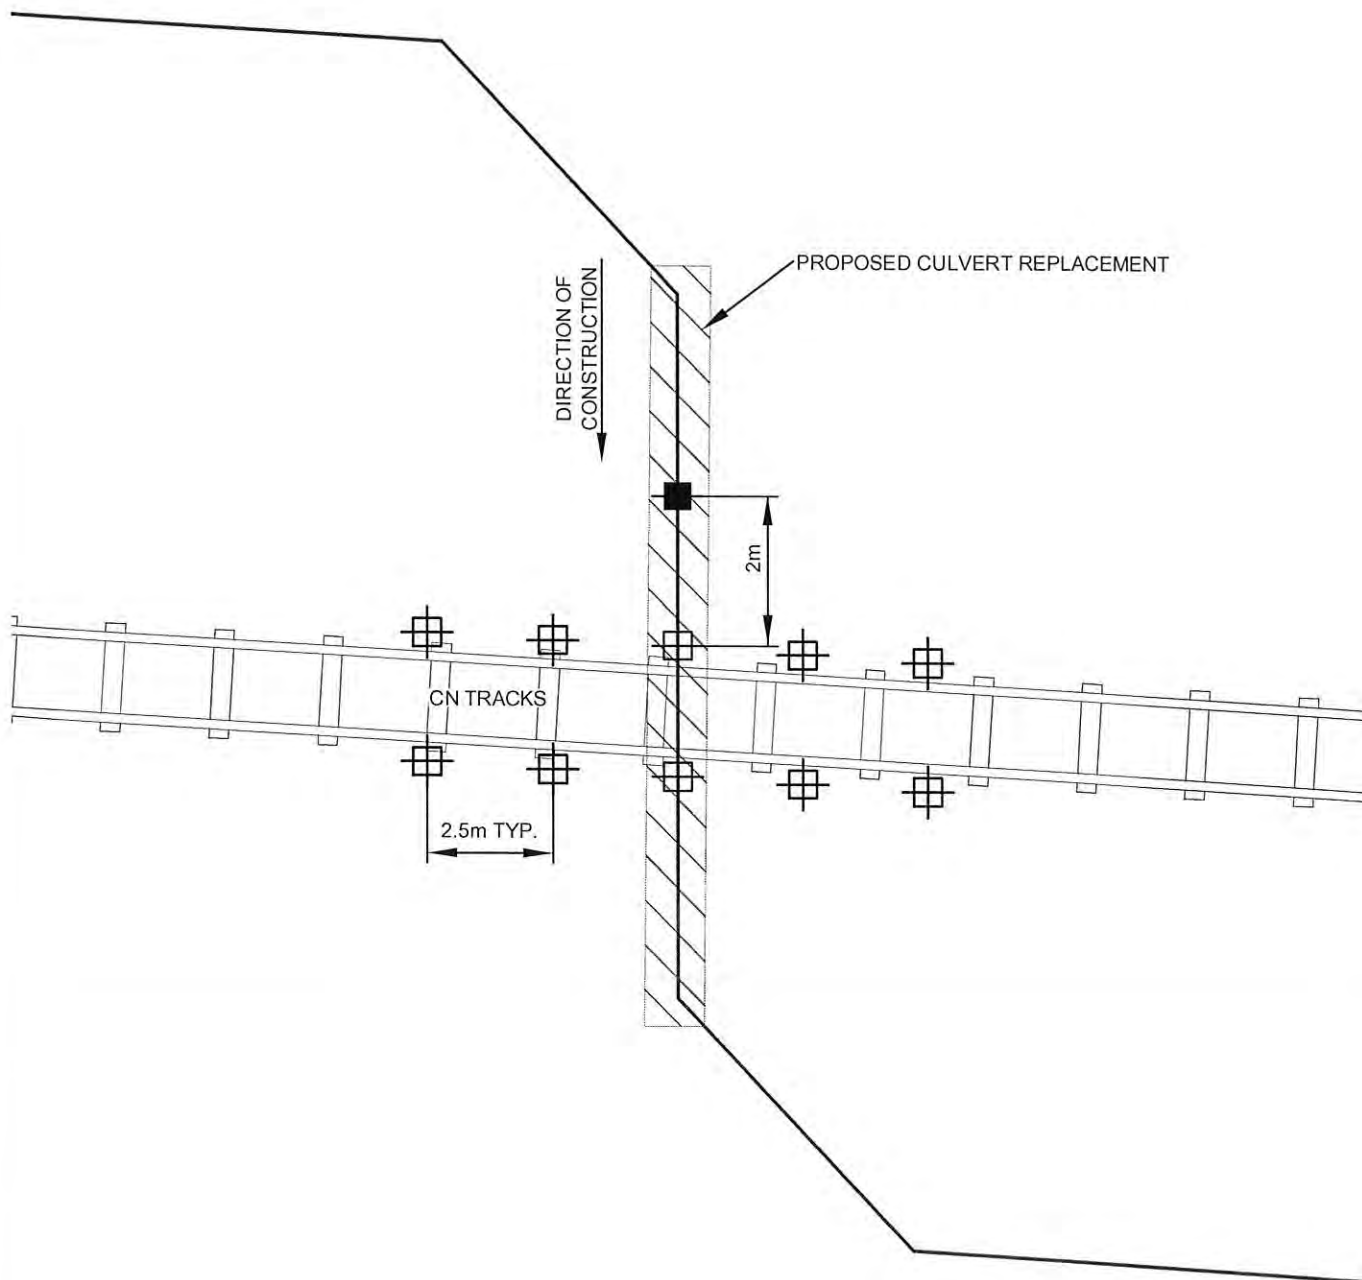 PROPOSED CULVERT REPLACEMENT
DIRECTION OF
CONSTRUCTION
2m
CN TRACKS
2.5m TYP.